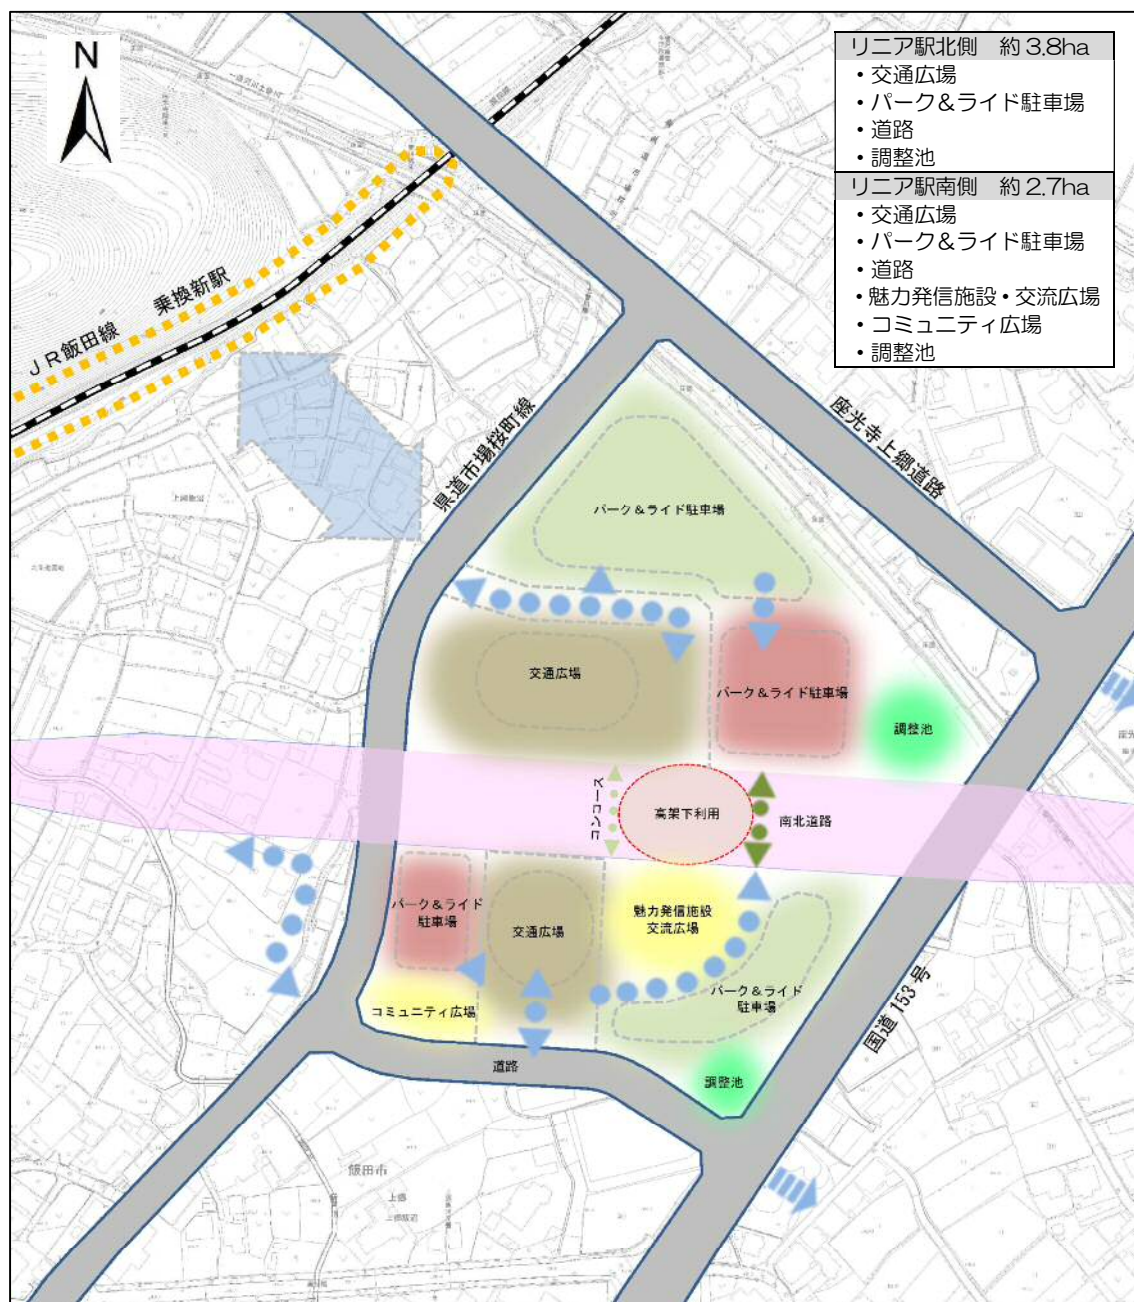 N
リニア駅北側　約3.8ha
・交通広場
・パーク&ライド駐車場
・道路
・調整池
リニア駅南側　約2.7ha
・交通広場
・パーク&ライド駐車場
・道路
・魅力発信施設・交流広場
・コミュニティ広場
・調整池
JR飯田線　乗換新駅
県道市場桜町線
座光寺上郷道路
パーク&ライド駐車場
交通広場
パーク&ライド駐車場
調整池
コンコース
高架下利用
南北道路
パーク&ライド
駐車場
交通広場
魅力発信施設
交流広場
パーク&ライド
駐車場
コミュニティ広場
国道153号
道路
調整池
飯田市
上郷
上郷飯沼